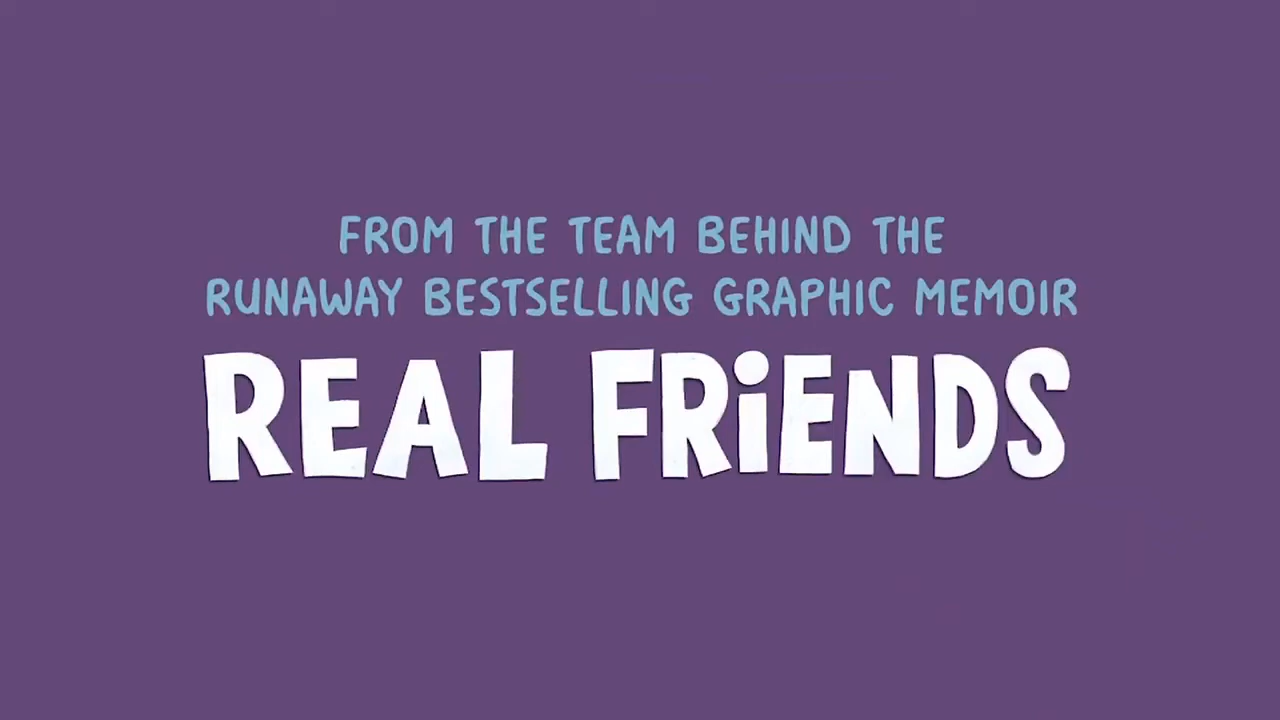 FROM THE TEAM BEHIND THE
RUNAWAY BESTSELLING GRAPHIC MEMOIR
REAL FRiENDS